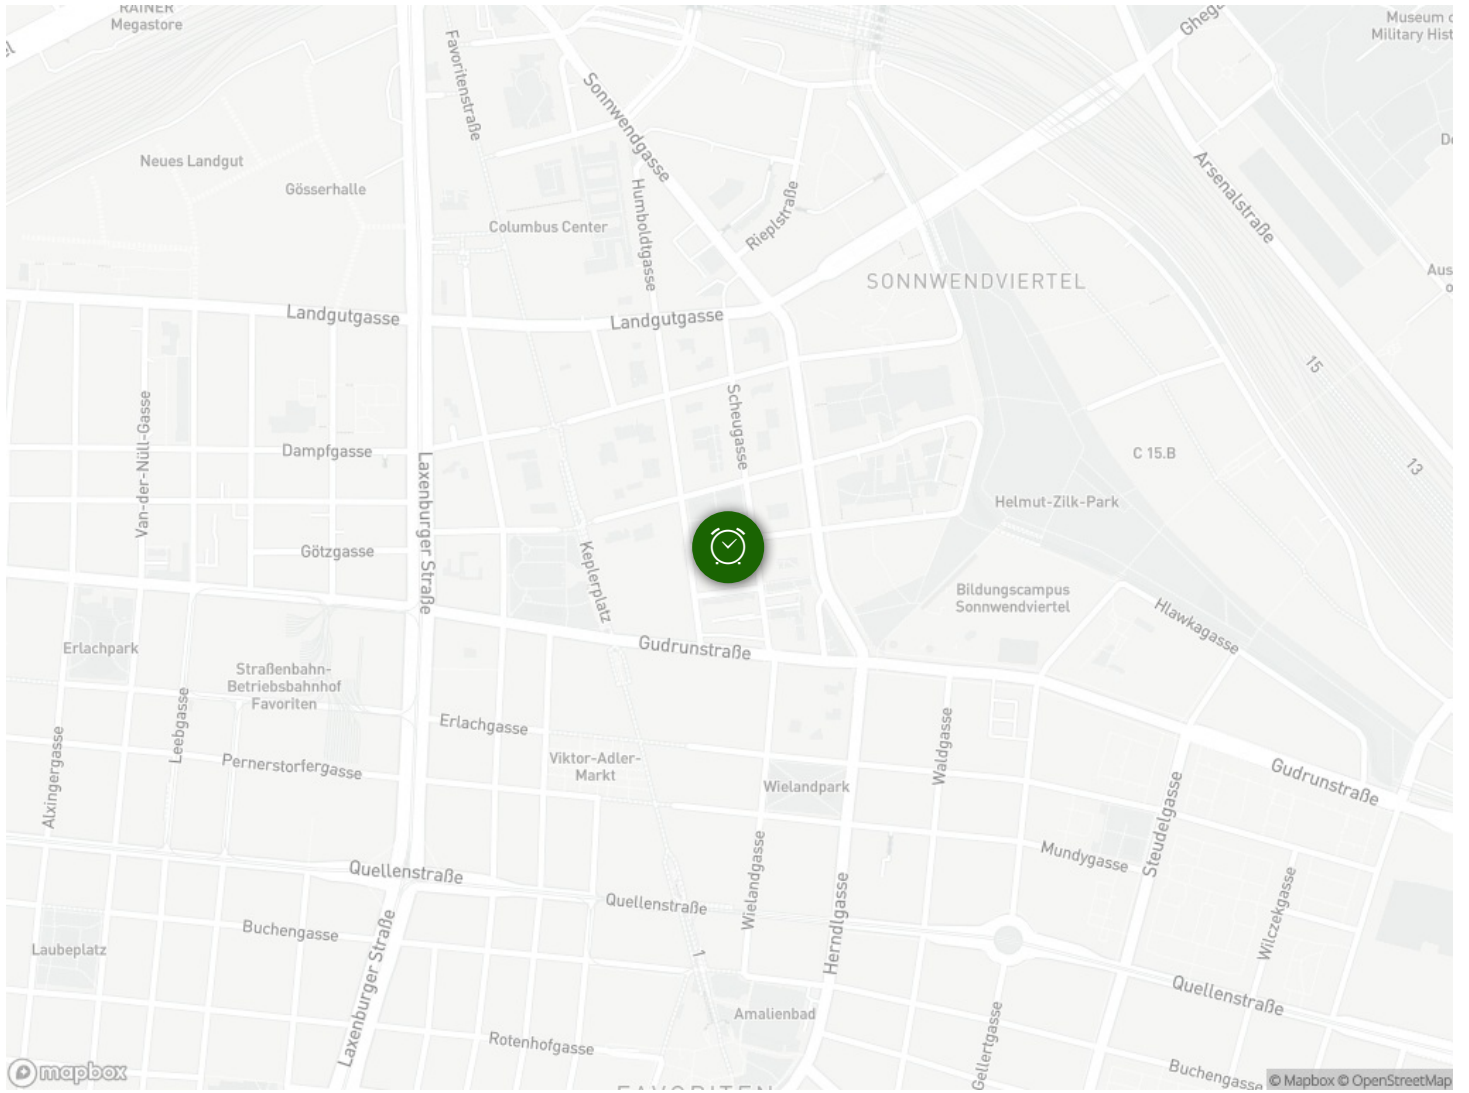 RAINER
Megastore
Museum o
Military Hist
Ghega
Favoritenstraße
Sonnwendgasse
Neues Landgut
Gösserhalle
Columbus Center
Humboldtgasse
Rieplstraße
Arsenalstraße
Aus
SONNWENDVIERTEL
Landgutgasse
Landgutgasse
15
Scheugasse
Van-der-Nüll-Gasse
Dampfgasse
Laxenburger Straße
C 15.B
13
Helmut-Zilk-Park
Götzgasse
Keplerplatz
Bildungscampus
Sonnwendviertel
Hlawkagasse
Erlachpark
Gudrunstraße
Straßenbahn-
Betriebsbahnhof
Favoriten
Leebgasse
Erlachgasse
Alxingergasse
Pernerstorfergasse
Viktor-Adler-
Markt
Wielandpark
Waldgasse
Gudrunstraße
Steudelgasse
Mundygasse
Quellenstraße
Quellenstraße
Wielandgasse
Herndlgasse
Wilczekgasse
Buchengasse
Laubeplatz
Laxenburger Straße
1
Quellenstraße
Amalienbad
Rotenhofgasse
Gellertgasse
Buchengasse
FAVORITEN
mapbox
© Mapbox © OpenStreetMap